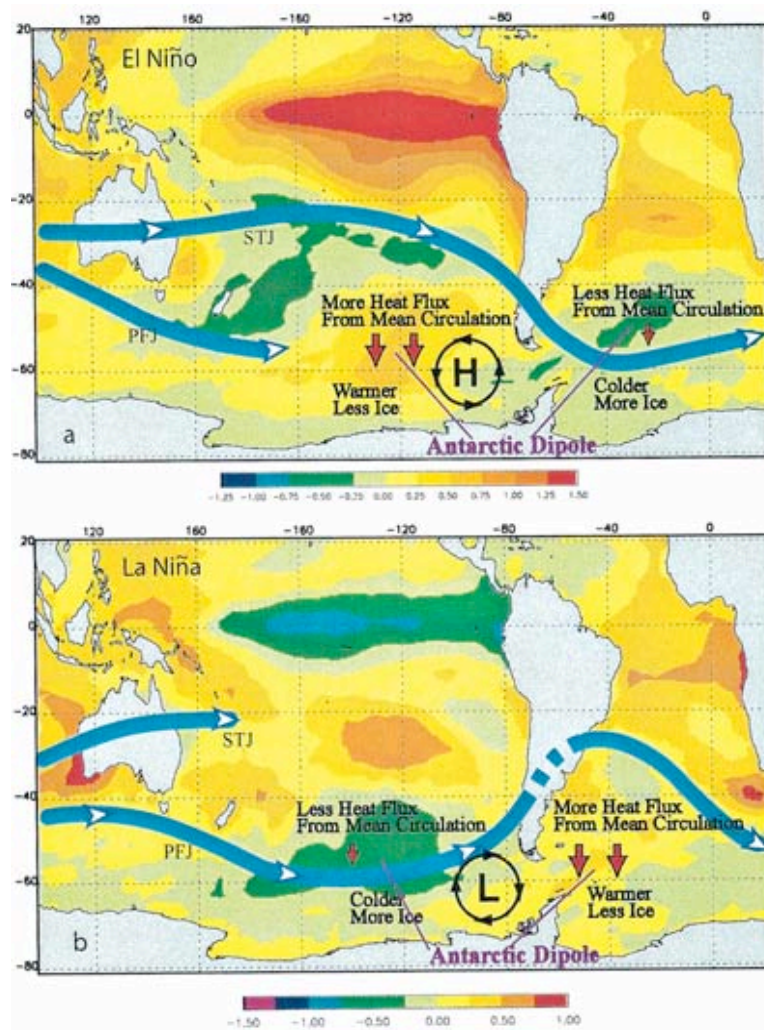 120 160 -160 -120 -80 -40 0
20
El Niño
0
-20
STJ
-40
More Heat Flux
From Mean Circulation
Less Heat Flux
From Mean Circulation
PFJ
H
-60
Warmer
Less Ice
Colder
More Ice
a
Antarctic Dipole
-80
-1.25 -1.00 -0.75 -0.50 -0.25 0.00 0.25 0.50 0.75 1.00 1.25 1.50
120 160 -160 -120 -80 -40 0
20
La Niña
0
-20
STJ
-40
Less Heat Flux
From Mean Circulation
More Heat Flux
From Mean Circulation
PFJ
-60
L
Colder
More Ice
Warmer
Less Ice
b
Antarctic Dipole
-80
-1.50 -1.00 -0.50 0.00 0.50 1.00